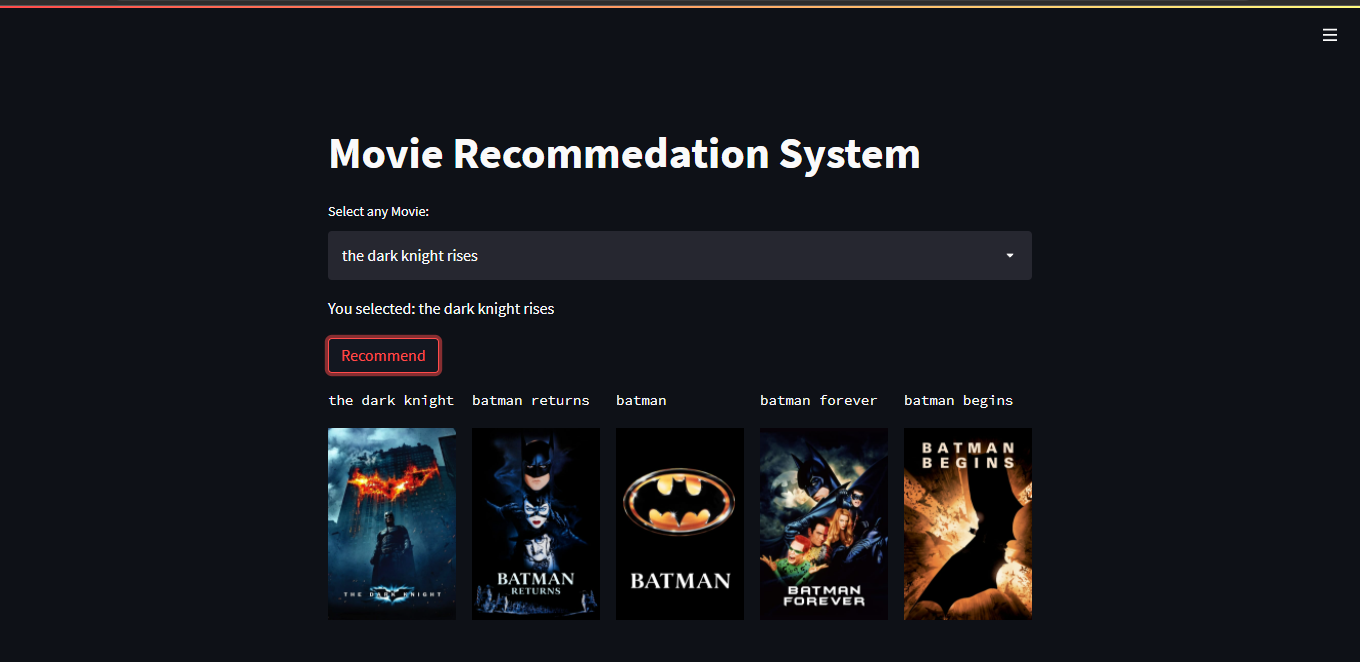 Movie Recommedation System
Select any Movie:
the dark knight rises
You selected: the dark knight rises
Recommend
the dark knight
batman returns
batman
batman forever
batman begins
THE DARK KNIGHT
BATMAN
RETURNS
BATMAN
BATMAN
FOREVER
BATMAN
BEGINS